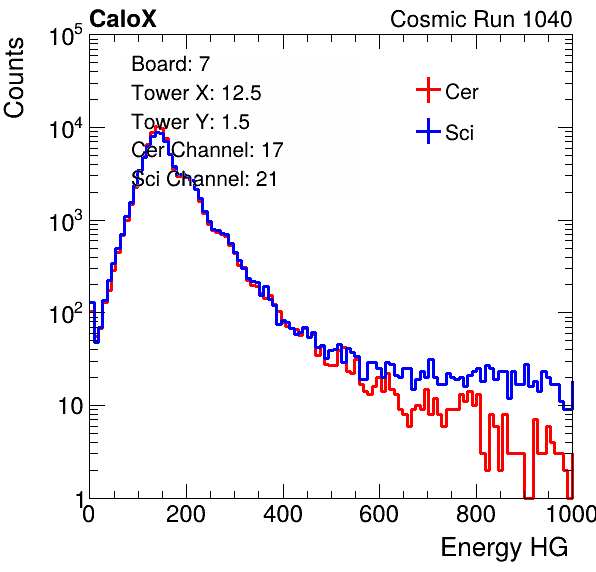 CaloX
Cosmic Run 1040
Counts
Board: 7
Tower X: 12.5
Tower Y: 1.5
Cer Channel: 17
Sci Channel: 21
Cer
Sci
10^5
10^4
10^3
10^2
10
1
0 200 400 600 800 1000
Energy HG